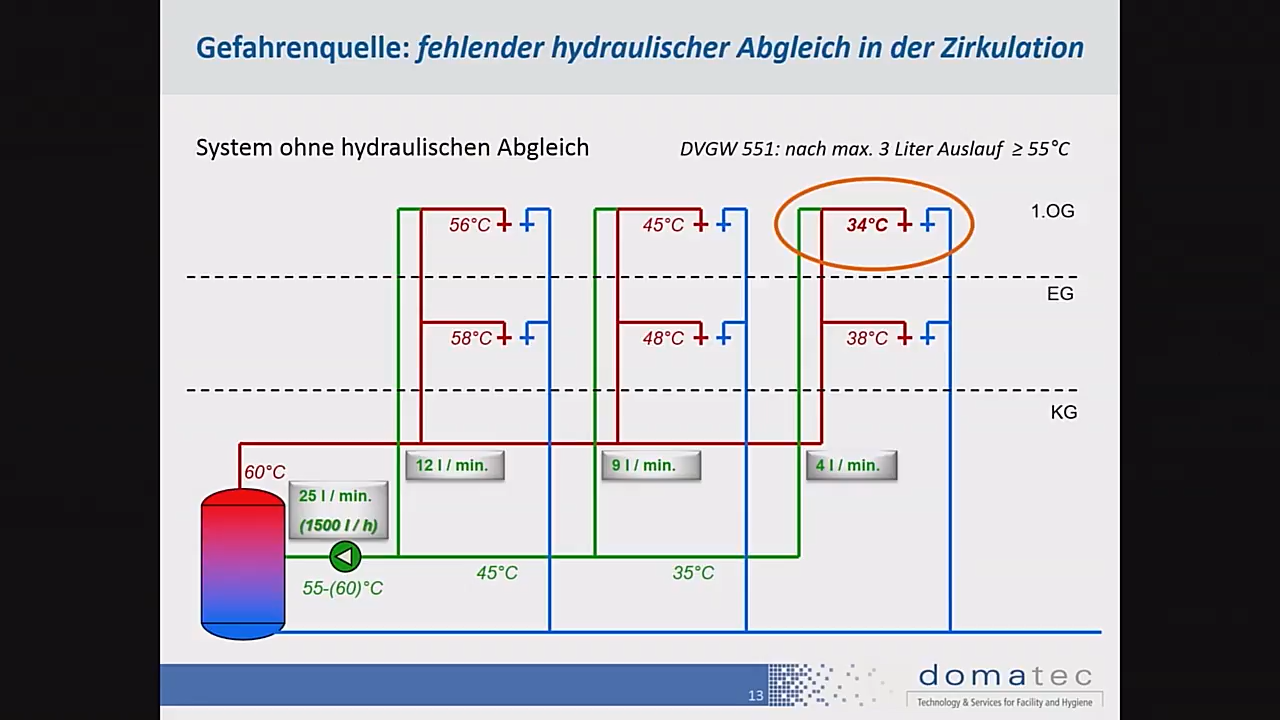 Gefahrenquelle: fehlender hydraulischer Abgleich in der Zirkulation
System ohne hydraulischen Abgleich
DVGW 551: nach max. 3 Liter Auslauf ≥ 55°C
56°C
45°C
34°C
1.OG
EG
58°C
48°C
38°C
KG
60°C
12 l / min.
9 l / min.
4 l / min.
25 l / min.
(1500 l / h)
45°C
35°C
55-(60)°C
13
domatec
Technology & Services for Facility and Hygiene